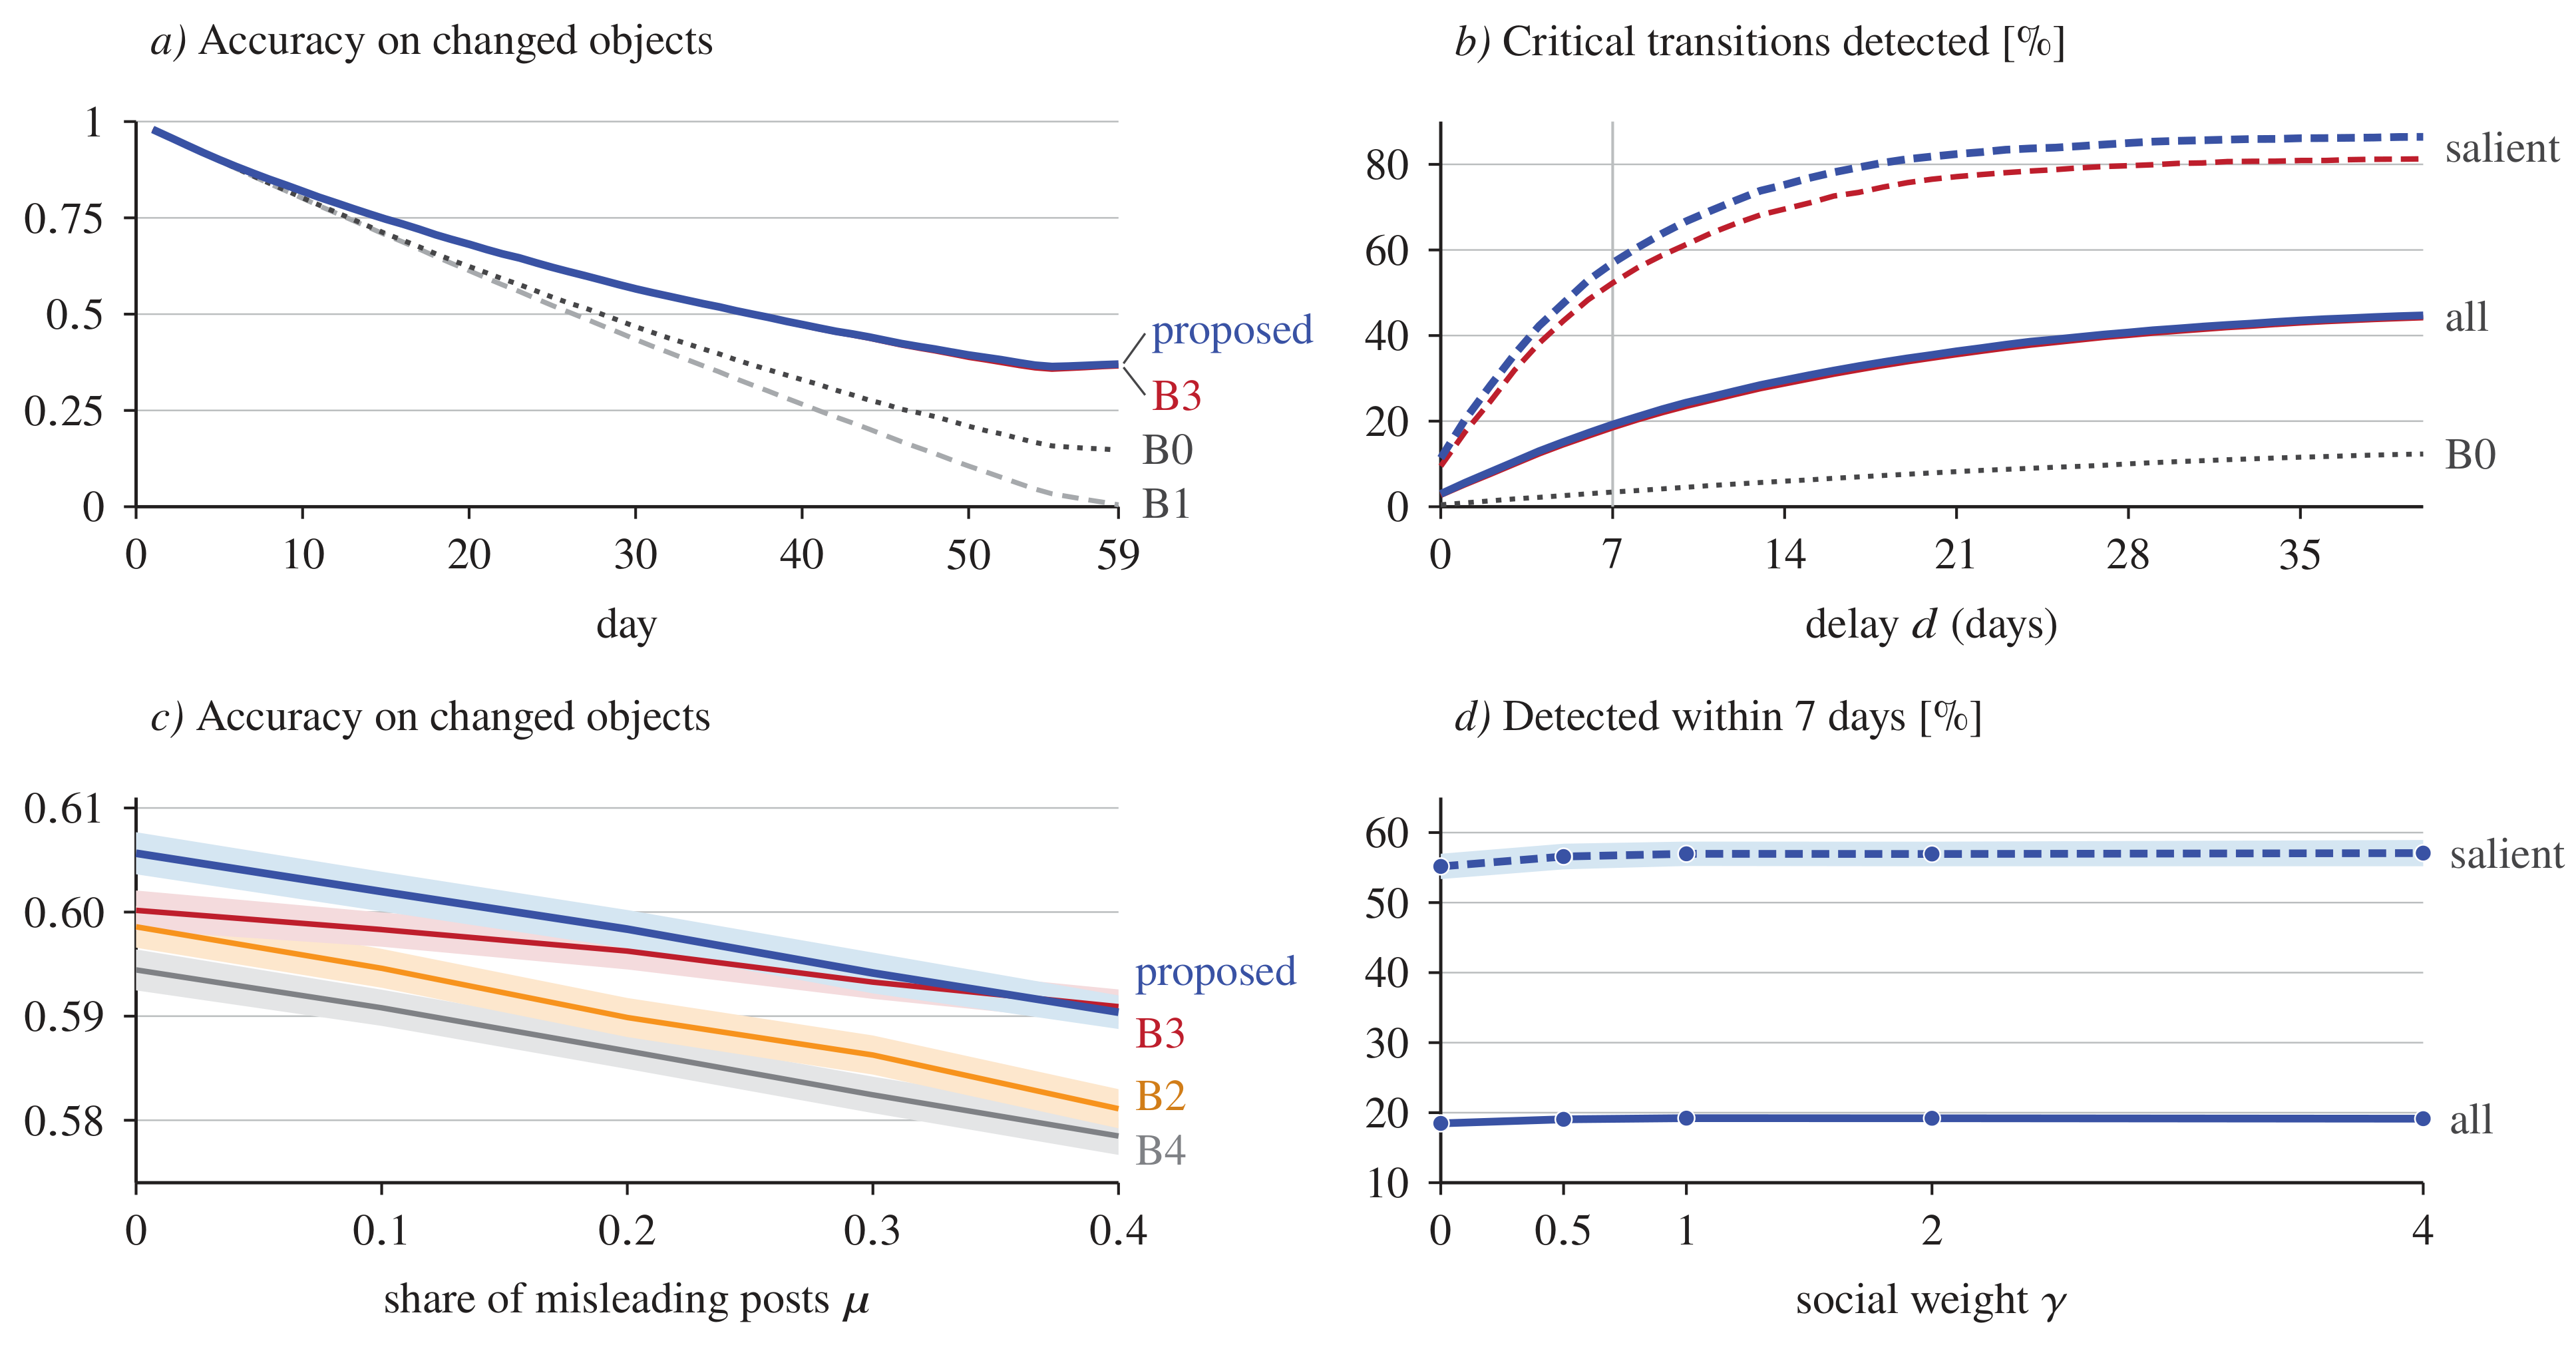 a) Accuracy on changed objects
1
0.75
0.5
0.25
0
0 10 20 30 40 50 59
day
proposed
B3
B0
B1
b) Critical transitions detected [%]
80
60
40
20
0
0 7 14 21 28 35
delay d (days)
salient
all
B0
c) Accuracy on changed objects
0.61
0.60
0.59
0.58
0 0.1 0.2 0.3 0.4
share of misleading posts μ
proposed
B3
B2
B4
d) Detected within 7 days [%]
60
50
40
30
20
10
0 0.5 1 2 4
social weight γ
salient
all